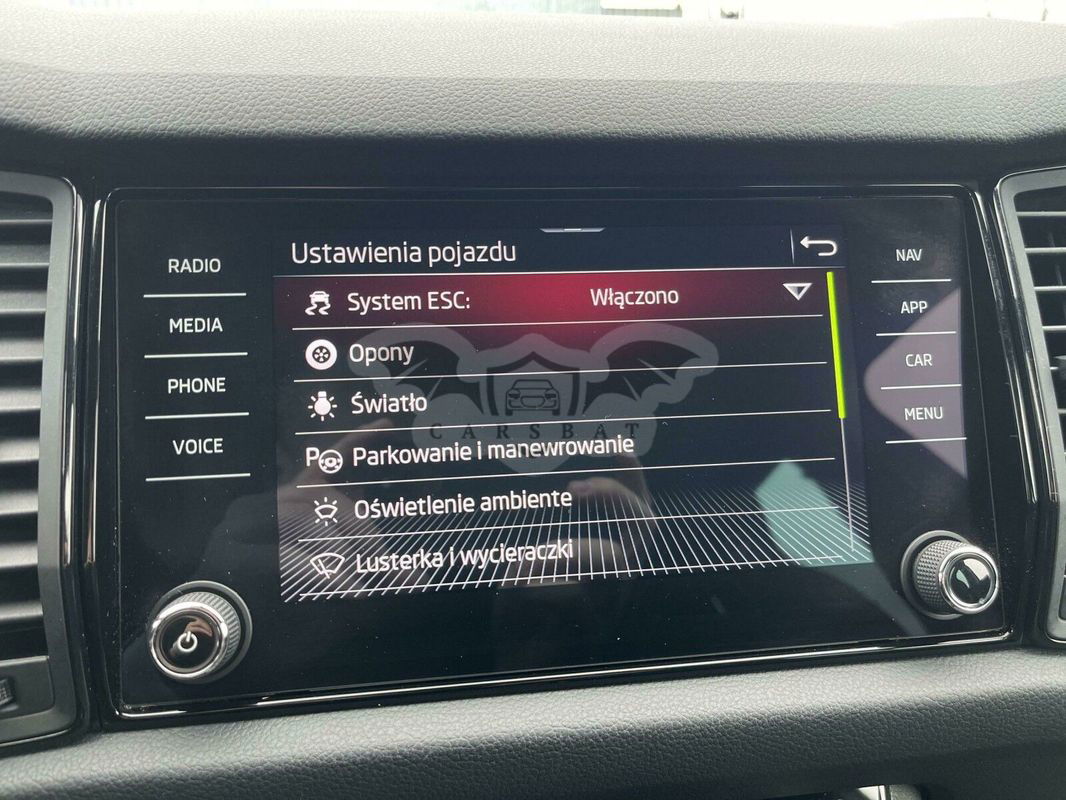 RADIO
MEDIA
PHONE
VOICE
Ustawienia pojazdu
System ESC: Włączono
Opony
Światło
Parkowanie i manewrowanie
Oświetlenie ambiente
Lusterka i wycieraczki
CARSBAT
NAV
APP
CAR
MENU